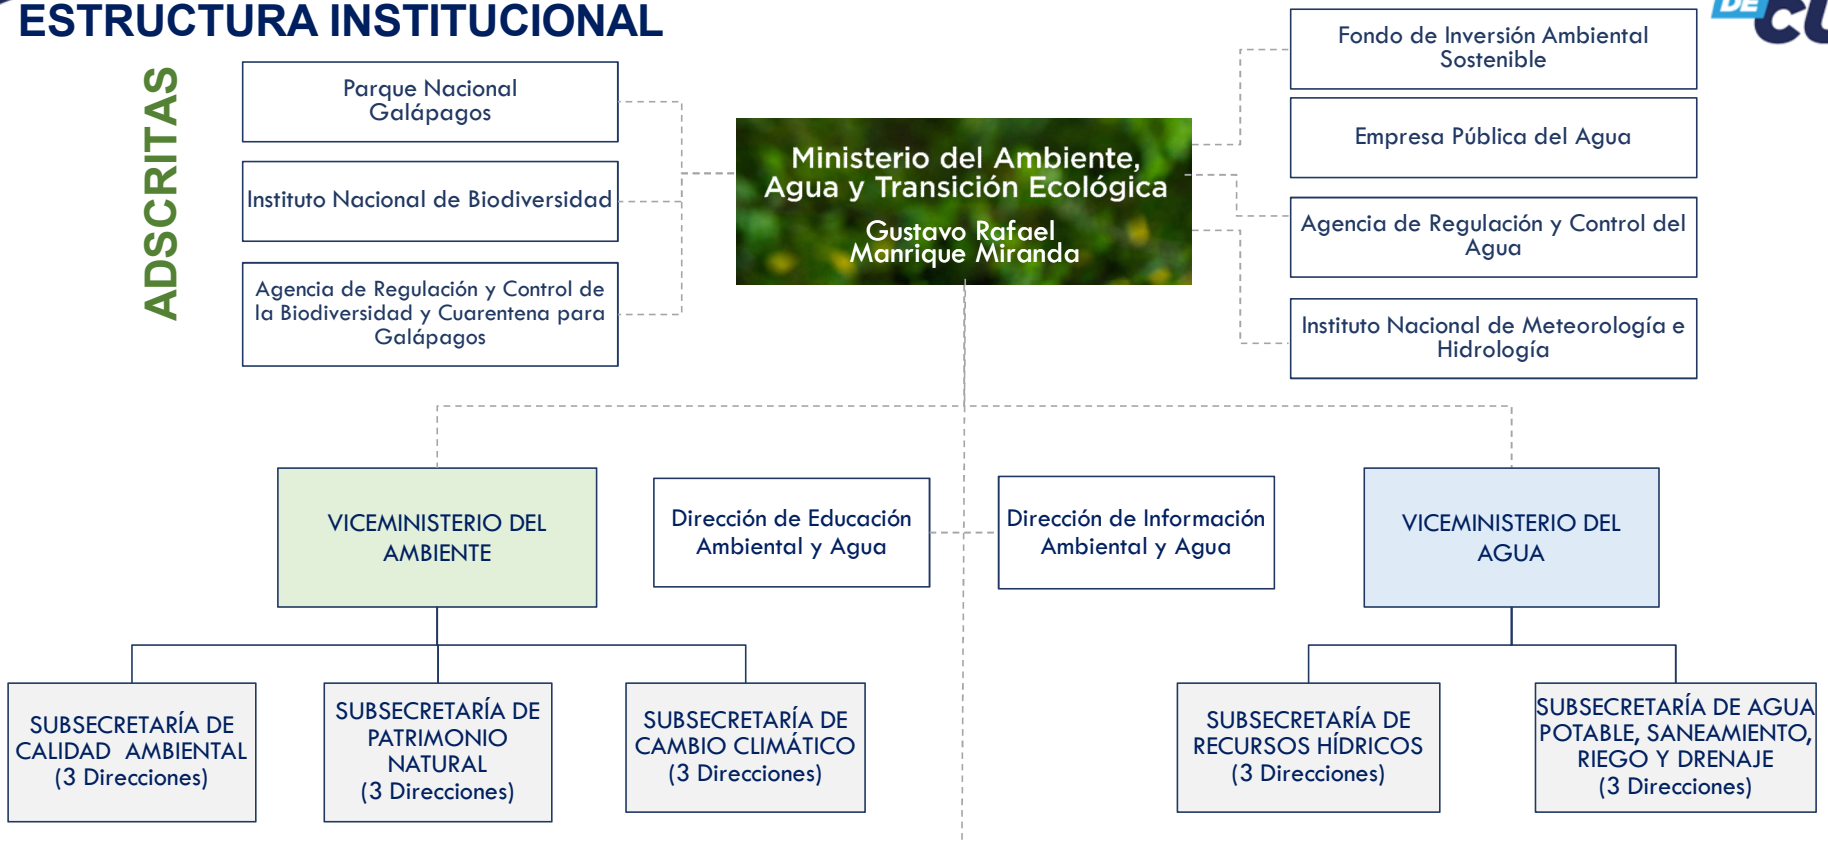 ESTRUCTURA INSTITUCIONAL
DE
ADSCRITAS
Parque Nacional
Galápagos
Instituto Nacional de Biodiversidad
Agencia de Regulación y Control de
la Biodiversidad y Cuarentena para
Galápagos
Ministerio del Ambiente,
Agua y Transición Ecológica
Gustavo Rafael
Manrique Miranda
Fondo de Inversión Ambiental
Sostenible
Empresa Pública del Agua
Agencia de Regulación y Control del
Agua
Instituto Nacional de Meteorología e
Hidrología
VICEMINISTERIO DEL
AMBIENTE
Dirección de Educación
Ambiental y Agua
Dirección de Información
Ambiental y Agua
VICEMINISTERIO DEL
AGUA
SUBSECRETARÍA DE
CALIDAD AMBIENTAL
(3 Direcciones)
SUBSECRETARÍA DE
PATRIMONIO
NATURAL
(3 Direcciones)
SUBSECRETARÍA DE
CAMBIO CLIMÁTICO
(3 Direcciones)
SUBSECRETARÍA DE
RECURSOS HÍDRICOS
(3 Direcciones)
SUBSECRETARÍA DE AGUA
POTABLE, SANEAMIENTO,
RIEGO Y DRENAJE
(3 Direcciones)